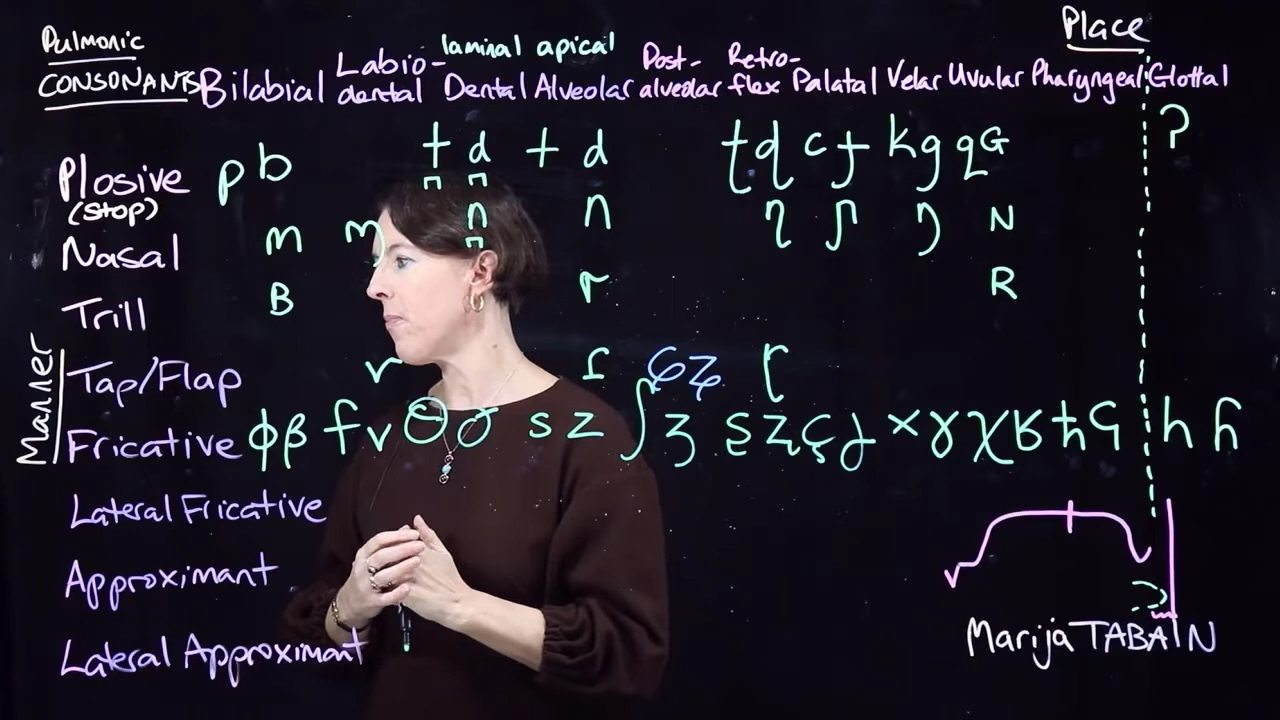 Place
Pulmonic
CONSONANTS
laminal apical
Bilabial Labio-dental Dental Alveolar Post-alveolar Retro-flex Palatal Velar Uvular Pharyngeal Glottal
Plosive p b t̪ d̪ t d ʈ ɖ c ɟ k g q ɢ ʔ
(stop)
Nasal m ɱ n̪ n ɳ ɲ ŋ ɴ
Trill ʙ r ʀ
Manner
Tap/Flap ⱱ ɾ ɕ ʑ ɽ
Fricative ɸ β f v θ ð s z ʃ ʒ ʂ ʐ ç ʝ x ɣ χ ʁ ħ ʕ h ɦ
Lateral Fricative
Approximant
Lateral Approximant
Marija TABAIN